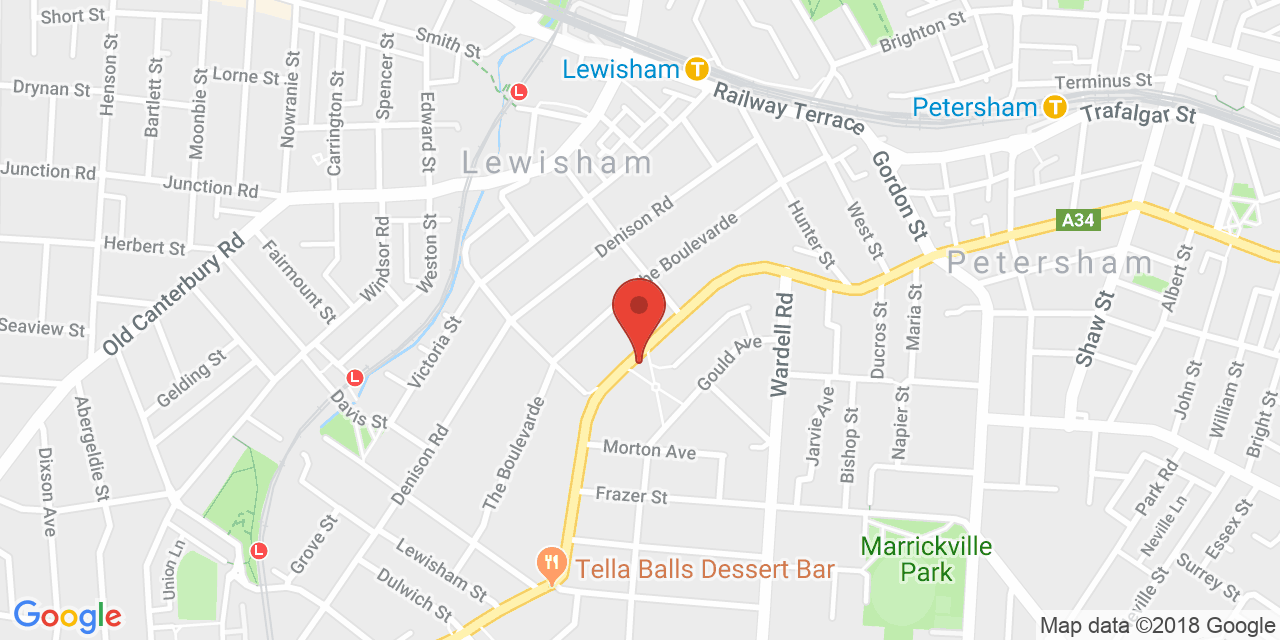 Short St
Smith St
Brighton St
Henson St
Lorne St
Spencer St
Lewisham
T
Terminus St
Drynan St
Bartlett St
Moonbie St
Nowranie St
Carrington St
Edward St
L
Railway Terrace
Petersham
T
Trafalgar St
Junction Rd
Junction Rd
Lewisham
Gordon St
Herbert St
Fairmount St
Windsor Rd
Weston St
Denison Rd
The Boulevarde
Hunter St
West St
A34
Petersham
Albert St
Old Canterbury Rd
Seaview St
Gelding St
Victoria St
Gould Ave
Wardell Rd
Ducros St
Maria St
Shaw St
L
Davis St
Abergeldie St
Dixson Ave
Denison Rd
The Boulevarde
Morton Ave
Jarvie Ave
Bishop St
Napier St
John St
William St
Bright St
Frazer St
Park Rd
Neville Ln
Essex St
Surrey St
L
Union Ln
Grove St
Lewisham St
Dulwich St
Tella Balls Dessert Bar
Marrickville
Park
Google
Map data ©2018 Google